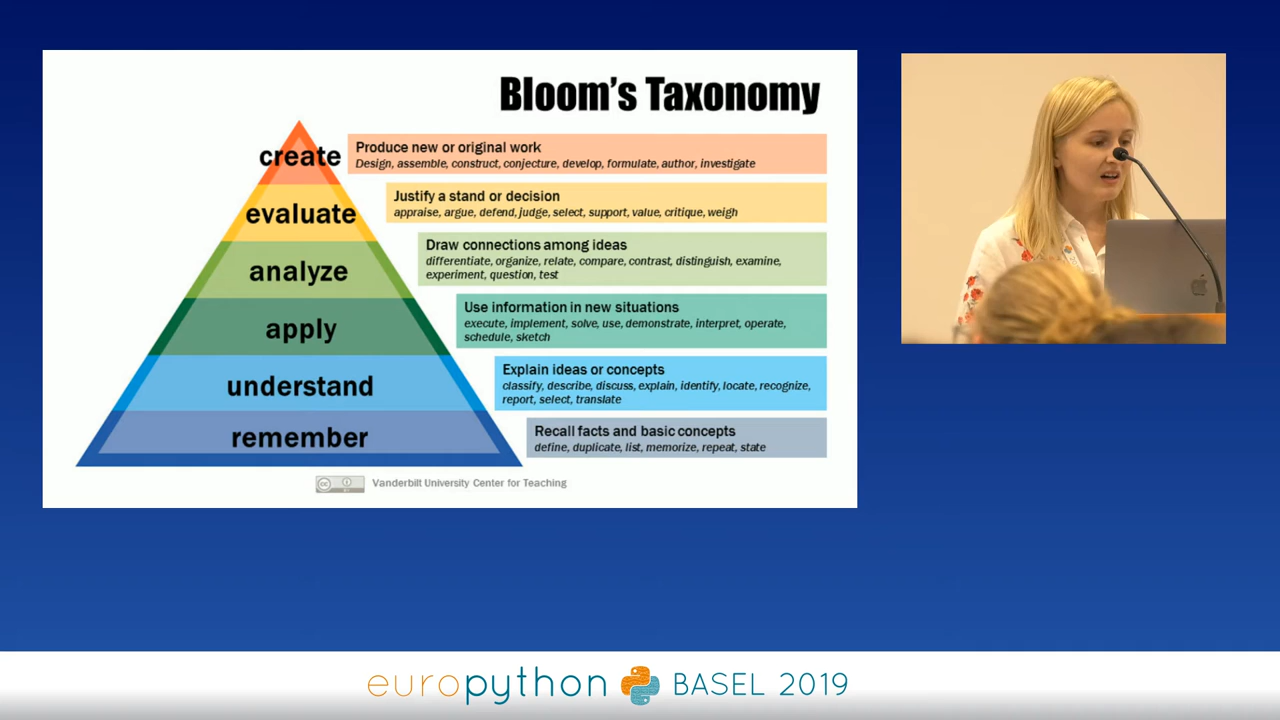 Bloom's Taxonomy
create
Produce new or original work
Design, assemble, construct, conjecture, develop, formulate, author, investigate
evaluate
Justify a stand or decision
appraise, argue, defend, judge, select, support, value, critique, weigh
analyze
Draw connections among ideas
differentiate, organize, relate, compare, contrast, distinguish, examine,
experiment, question, test
apply
Use information in new situations
execute, implement, solve, use, demonstrate, interpret, operate,
schedule, sketch
understand
Explain ideas or concepts
classify, describe, discuss, explain, identify, locate, recognize,
report, select, translate
remember
Recall facts and basic concepts
define, duplicate, list, memorize, repeat, state
cc
Vanderbilt University Center for Teaching
europython BASEL 2019